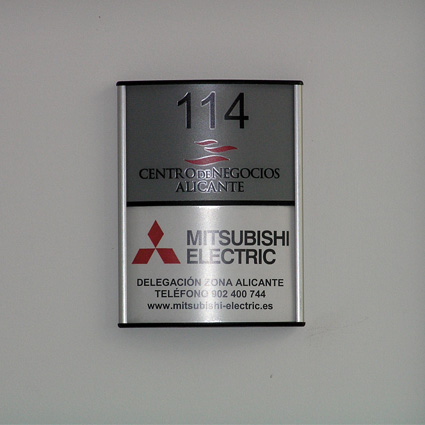 114
CENTRO DE NEGOCIOS
ALICANTE
MITSUBISHI
ELECTRIC
DELEGACIÓN ZONA ALICANTE
TELÉFONO 902 400 744
www.mitsubishi-electric.es